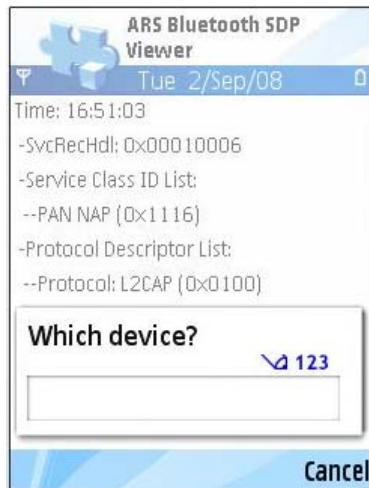 ARS Bluetooth SDP
Viewer
Tue 2/Sep/08
Time: 16:51:03
-SvcRecHdl: 0x00010006
-Service Class ID List:
--PAN NAP (0x1116)
-Protocol Descriptor List:
--Protocol: L2CAP (0x0100)
Which device?
123
Cancel